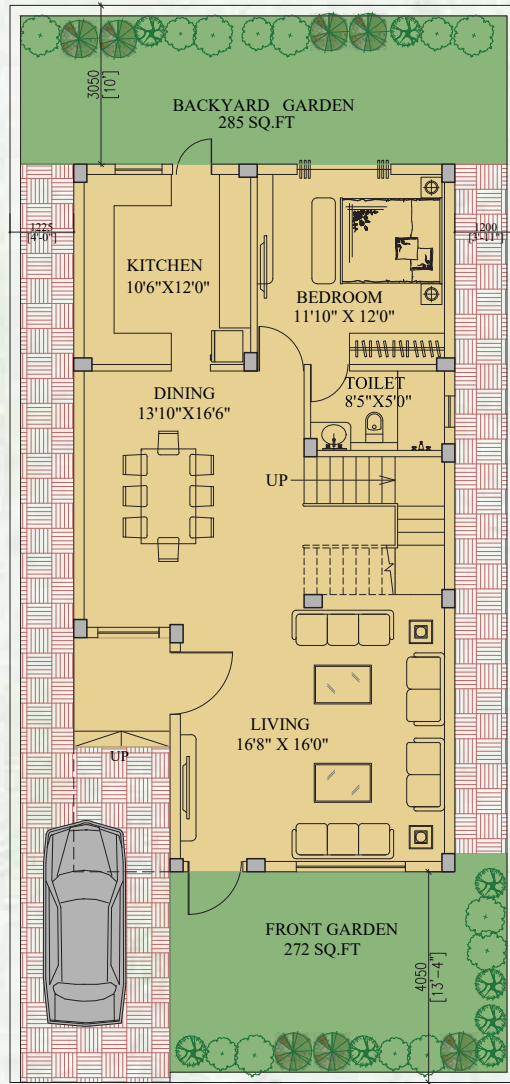 3050
[10"]
BACKYARD GARDEN
285 SQ.FT
1225
[4'-0"]
1200
[3'-11"]
KITCHEN
10'6"X12'0"
BEDROOM
11'10" X 12'0"
DINING
13'10"X16'6"
TOILET
8'5"X5'0"
UP
LIVING
16'8" X 16'0"
UP
FRONT GARDEN
272 SQ.FT
4050
[13'-4"]